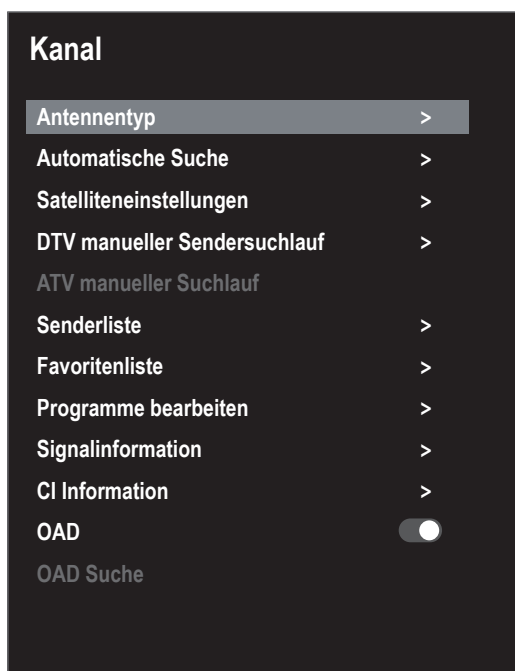 Kanal
Antennentyp >
Automatische Suche >
Satelliteneinstellungen >
DTV manueller Sendersuchlauf >
ATV manueller Suchlauf
Senderliste >
Favoritenliste >
Programme bearbeiten >
Signalinformation >
CI Information >
OAD
OAD Suche